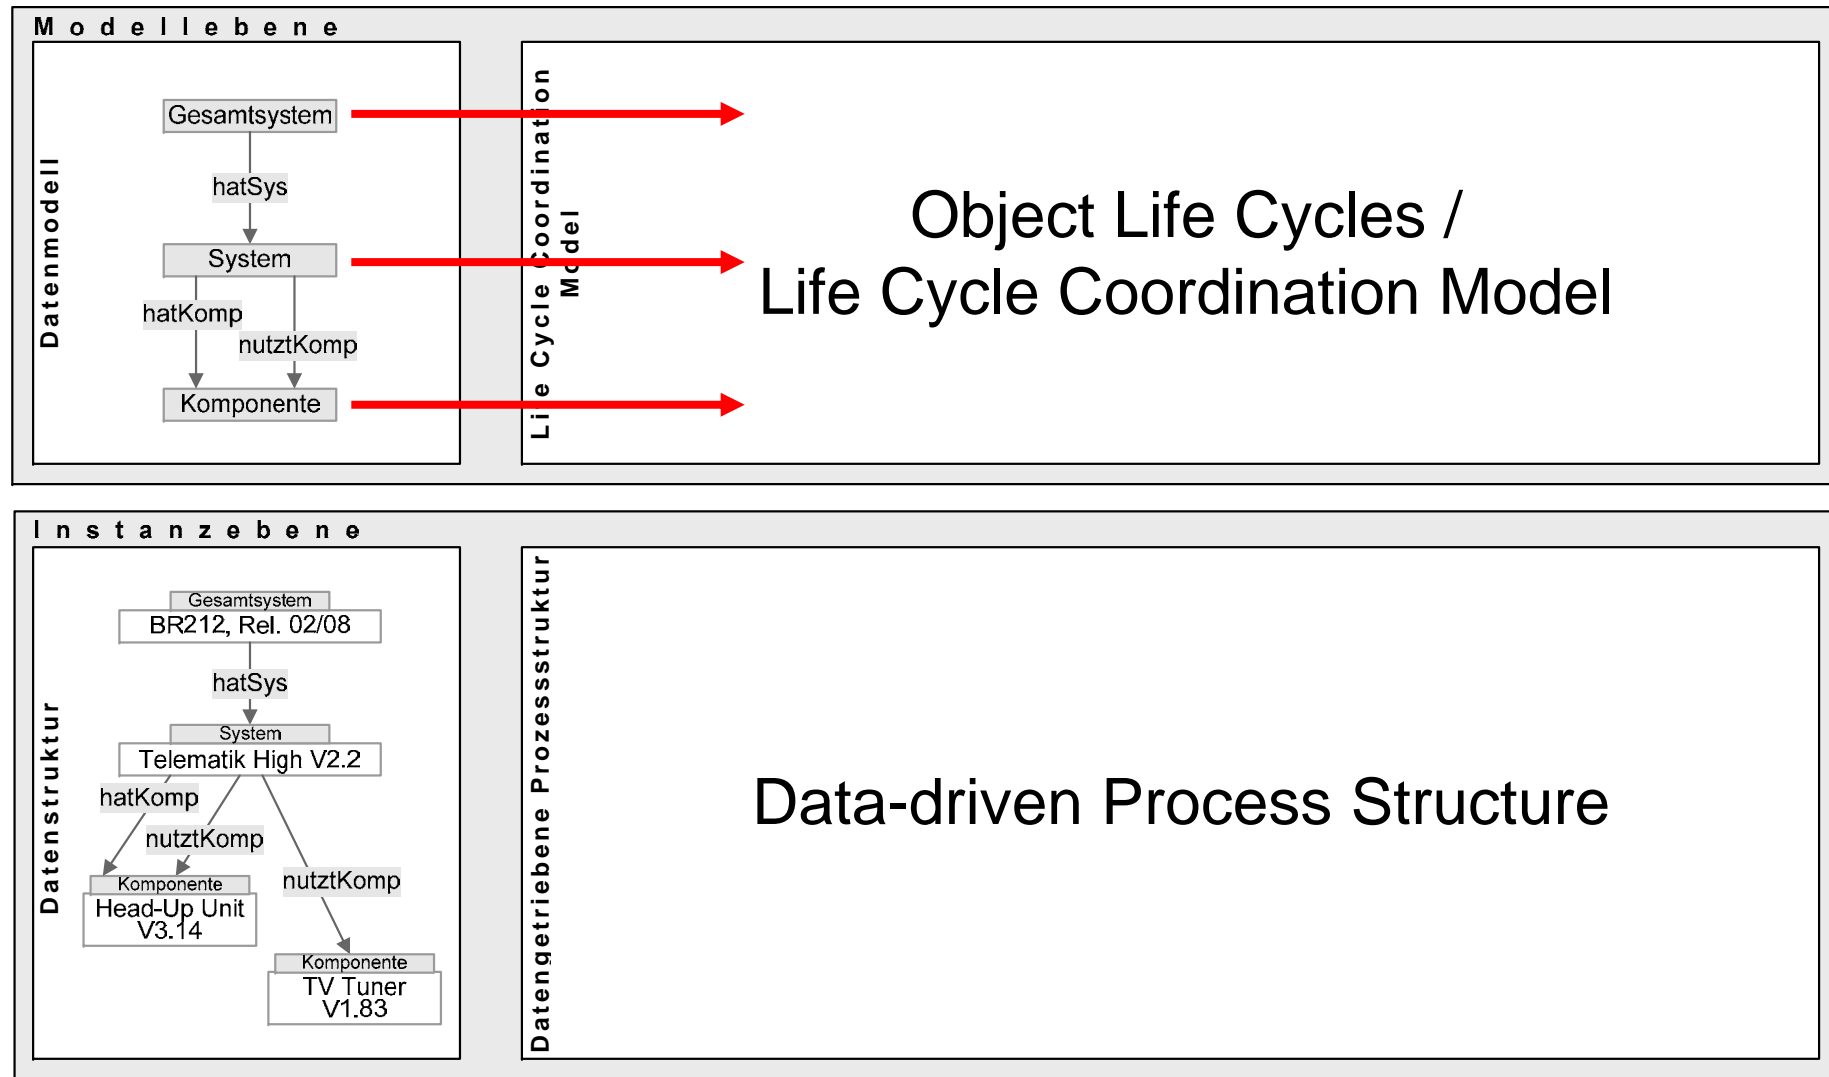 Modellebene
Datenmodell
Gesamtsystem
hatSys
System
hatKomp
nutztKomp
Komponente
Life Cycle Coordination
Model
Object Life Cycles /
Life Cycle Coordination Model
Instanzebene
Datenstruktur
Gesamtsystem
BR212, Rel. 02/08
hatSys
System
Telematik High V2.2
hatKomp
nutztKomp
nutztKomp
Komponente
Head-Up Unit
V3.14
Komponente
TV Tuner
V1.83
Datengetriebene Prozessstruktur
Data-driven Process Structure